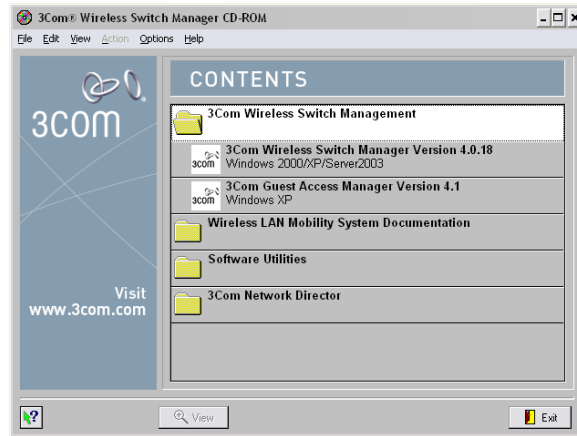 3Com® Wireless Switch Manager CD-ROM
File Edit View Action Options Help
3COM
CONTENTS
3Com Wireless Switch Management
3COM
3Com Wireless Switch Manager Version 4.0.18
Windows 2000/XP/Server2003
3COM
3Com Guest Access Manager Version 4.1
Windows XP
Wireless LAN Mobility System Documentation
Software Utilities
3Com Network Director
Visit
www.3com.com
?
View
Exit